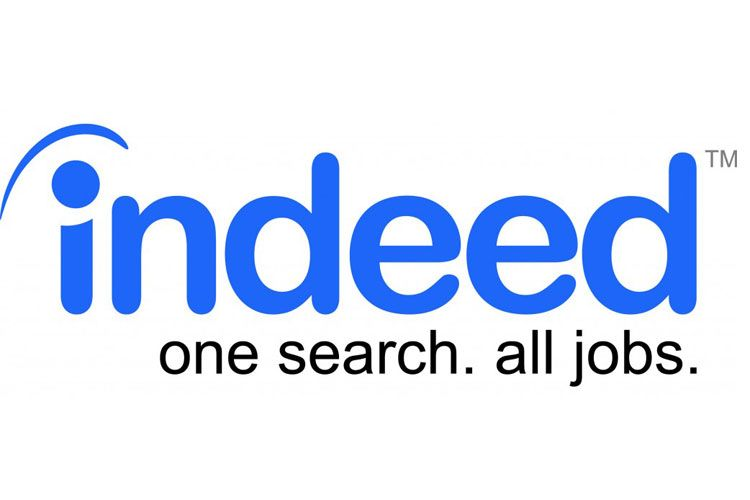 indeed™
one search. all jobs.